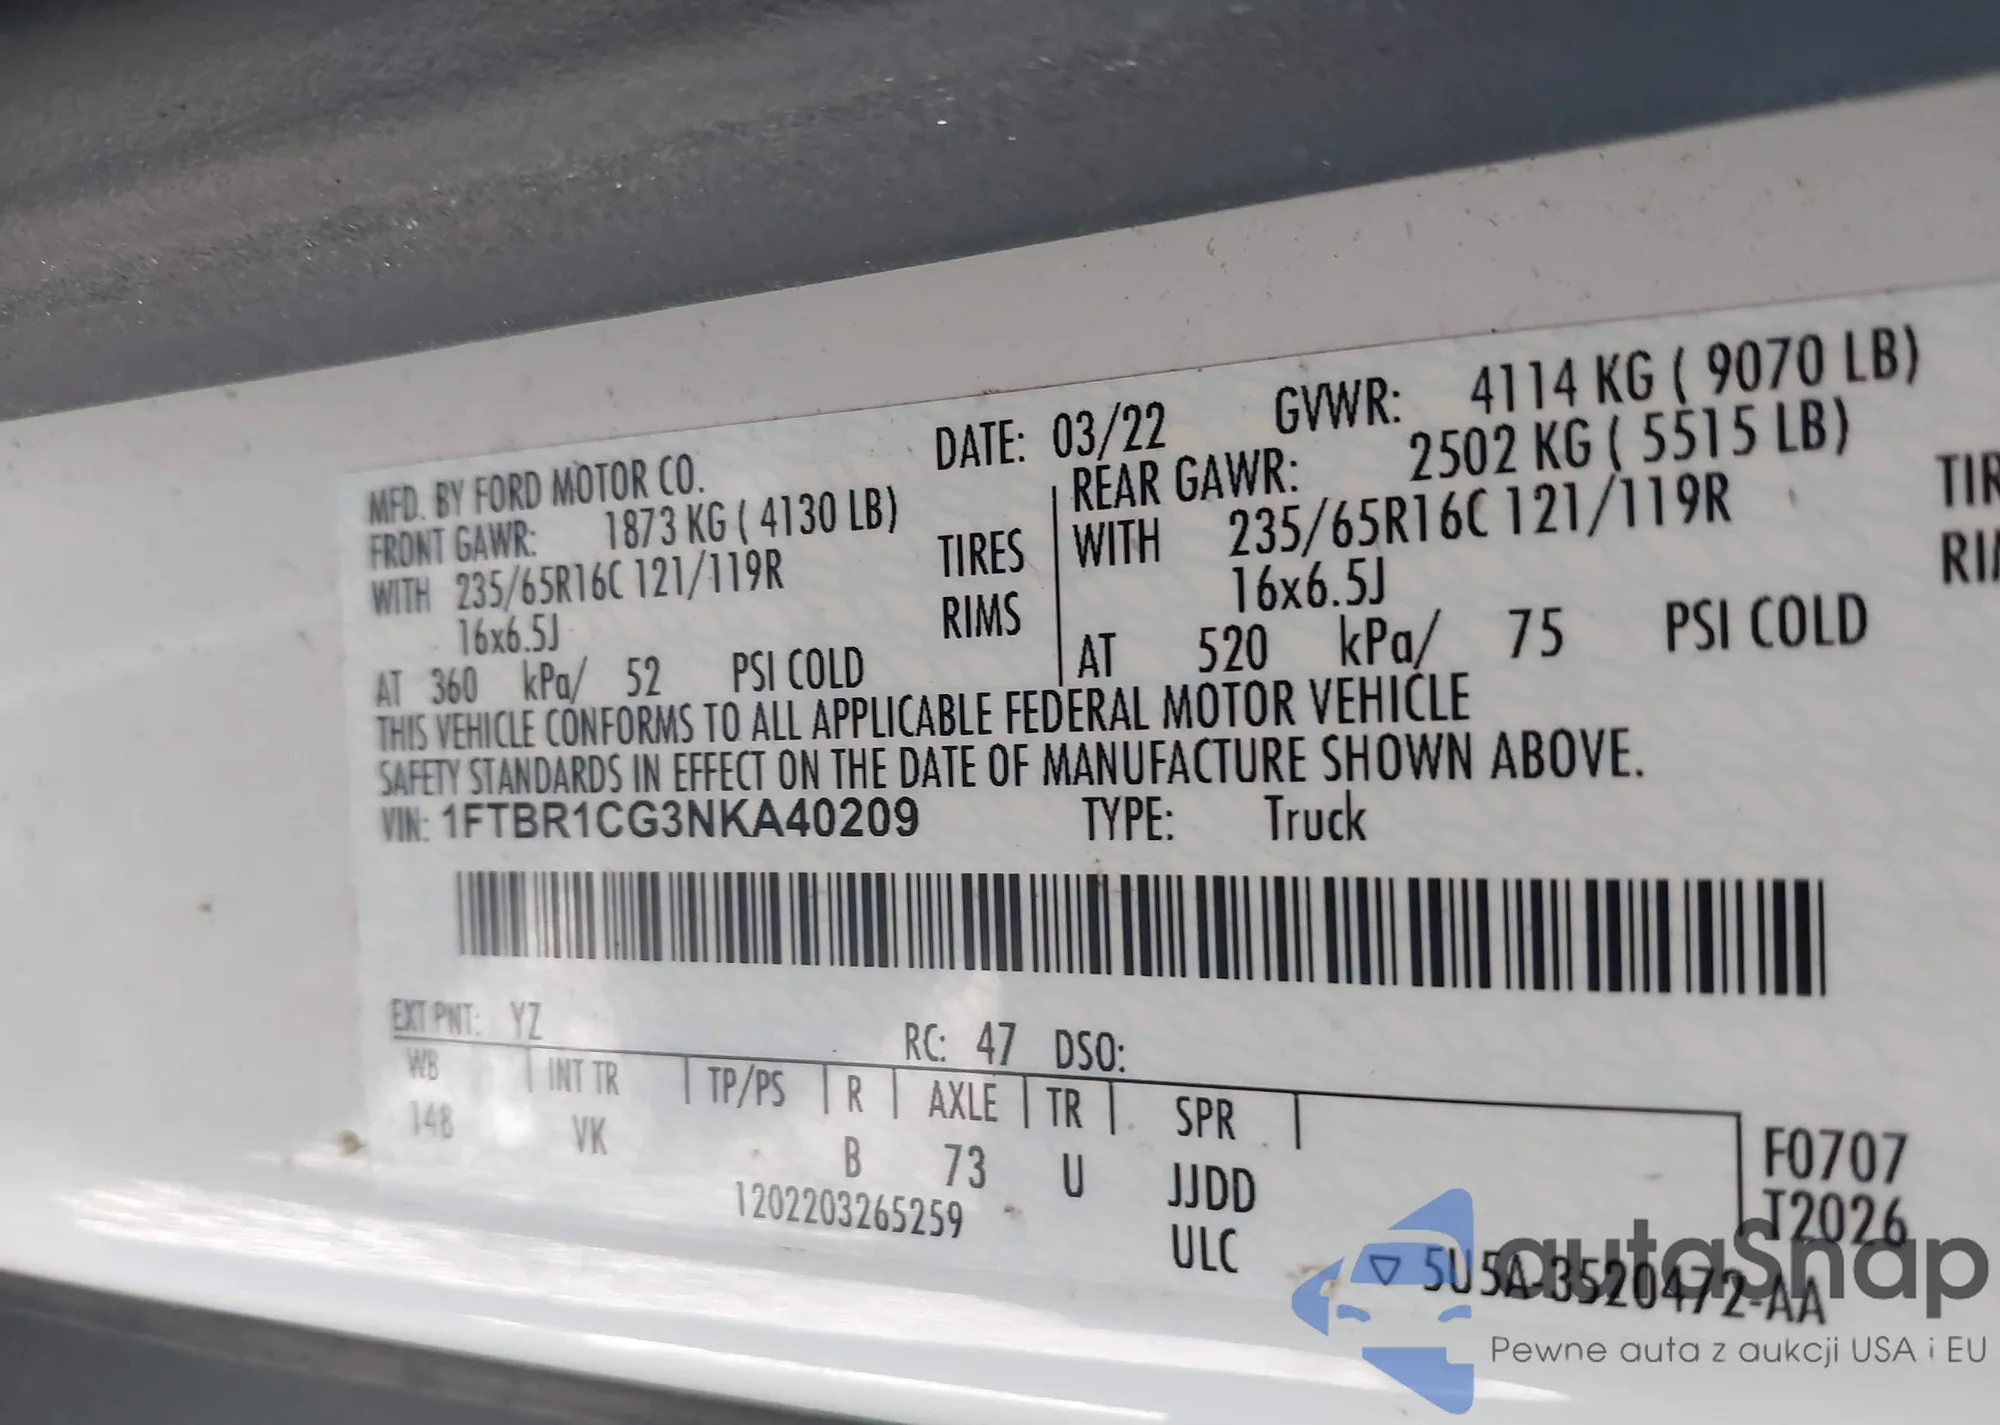 MFD. BY FORD MOTOR CO. DATE: 03/22 GVWR: 4114 KG ( 9070 LB)
FRONT GAWR: 1873 KG ( 4130 LB) REAR GAWR: 2502 KG ( 5515 LB)
WITH 235/65R16C 121/119R TIRES WITH 235/65R16C 121/119R
16x6.5J RIMS 16x6.5J
AT 360 kPa/ 52 PSI COLD AT 520 kPa/ 75 PSI COLD
THIS VEHICLE CONFORMS TO ALL APPLICABLE FEDERAL MOTOR VEHICLE
SAFETY STANDARDS IN EFFECT ON THE DATE OF MANUFACTURE SHOWN ABOVE.
VIN: 1FTBR1CG3NKA40209 TYPE: Truck
EXT PNT: YZ RC: 47 DSO:
WB INT TR TP/PS R AXLE TR SPR
148 VK B 73 U JJDD
1202203265259 ULC
F0707
T2026
5U5A-3520472-AA
autaSnap
Pewne auta z aukcji USA i EU